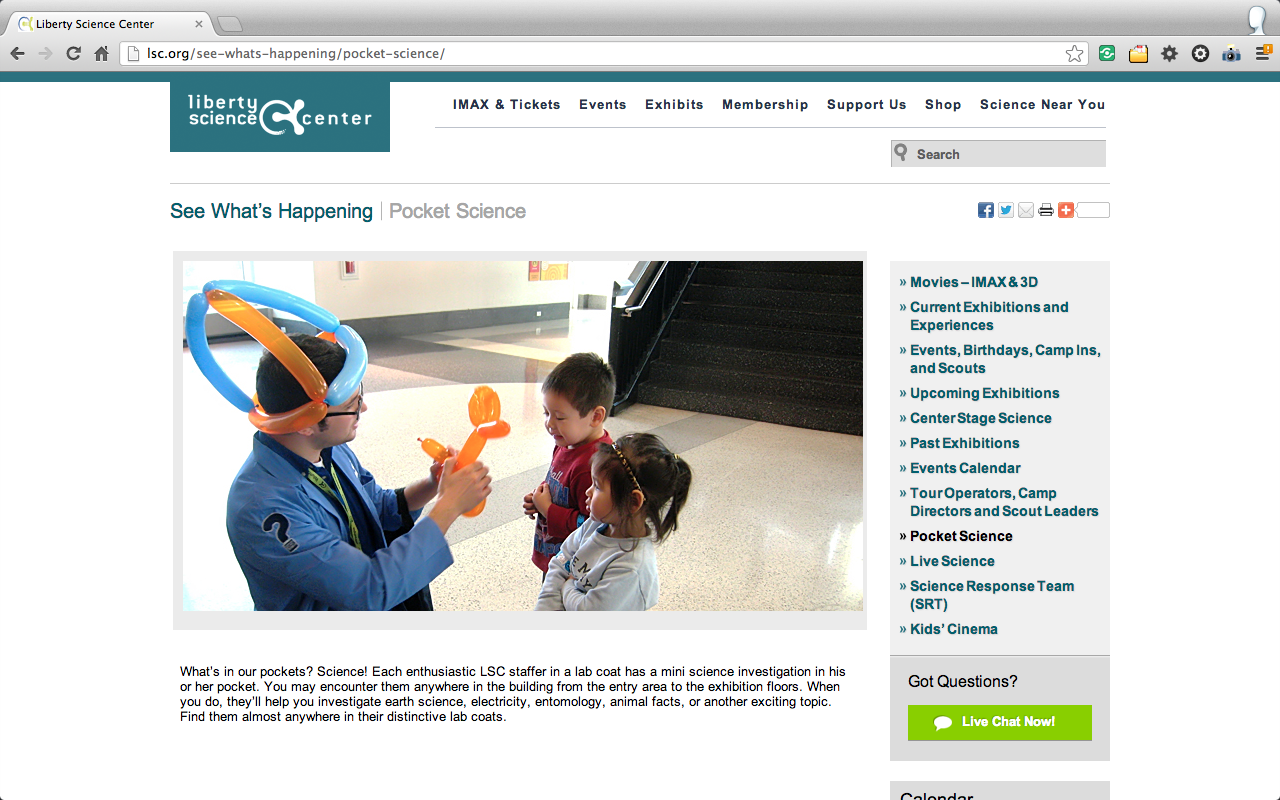 Liberty Science Center
lsc.org/see-whats-happening/pocket-science/
liberty
science center
IMAX & Tickets Events Exhibits Membership Support Us Shop Science Near You
Search
See What's Happening | Pocket Science
» Movies – IMAX & 3D
» Current Exhibitions and
Experiences
» Events, Birthdays, Camp Ins,
and Scouts
» Upcoming Exhibitions
» Center Stage Science
» Past Exhibitions
» Events Calendar
» Tour Operators, Camp
Directors and Scout Leaders
» Pocket Science
» Live Science
» Science Response Team
(SRT)
» Kids' Cinema
?
What's in our pockets? Science! Each enthusiastic LSC staffer in a lab coat has a mini science investigation in his
or her pocket. You may encounter them anywhere in the building from the entry area to the exhibition floors. When
you do, they'll help you investigate earth science, electricity, entomology, animal facts, or another exciting topic.
Find them almost anywhere in their distinctive lab coats.
Got Questions?
Live Chat Now!
Calendar